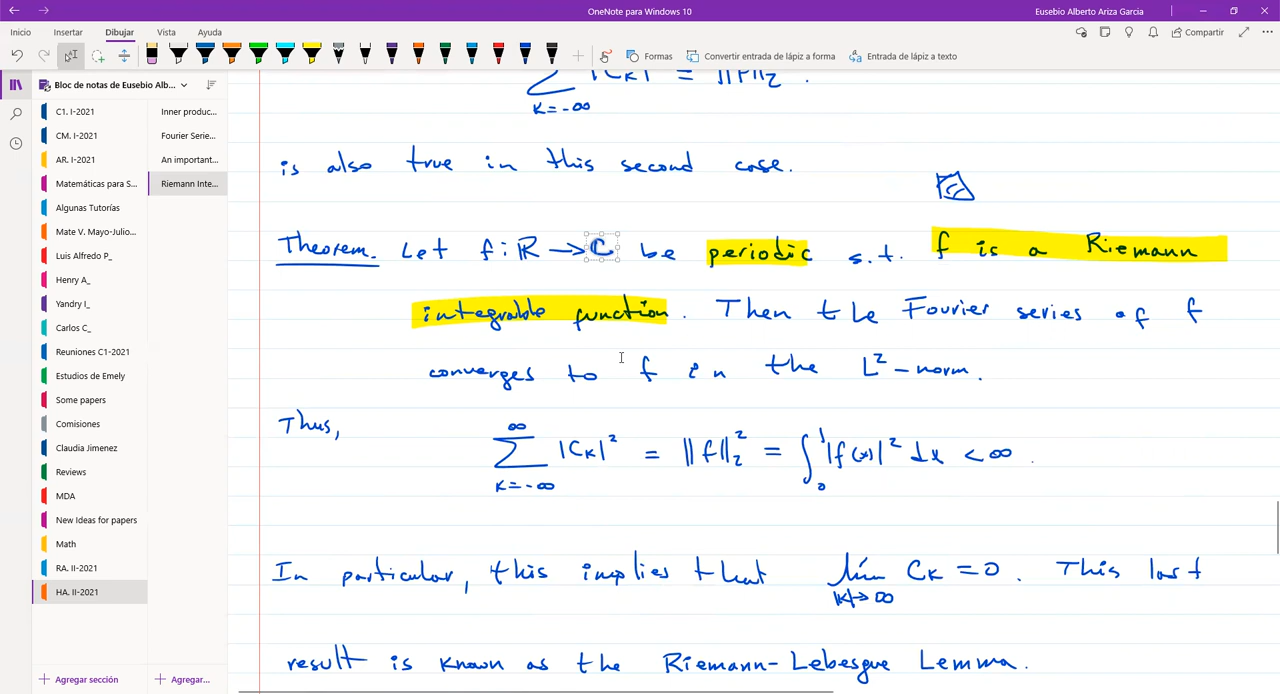 OneNote para Windows 10
Eusebio Alberto Ariza Garcia
Inicio Insertar Dibujar Vista Ayuda
Compartir
Formas Convertir entrada de lápiz a forma Entrada de lápiz a texto
Bloc de notas de Eusebio Alb...
C1. I-2021
CM. I-2021
AR. I-2021
Matemáticas para S...
Algunas Tutorías
Mate V. Mayo-Julio...
Luis Alfredo P_
Henry A_
Yandry I_
Carlos C_
Reuniones C1-2021
Estudios de Emely
Some papers
Comisiones
Claudia Jimenez
Reviews
MDA
New Ideas for papers
Math
RA. II-2021
HA. II-2021
Agregar sección
Inner produc...
Fourier Serie...
An important...
Riemann Inte...
Agregar...
∑_{K=-∞} |C_K|² = ‖f‖₂² .
is also true in this second case.
Theorem. Let f: ℝ → ℂ be periodic s.t. f is a Riemann
integrable function. Then the Fourier series of f
converges to f in the L²-norm.
Thus,
∑_{K=-∞}^{∞} |C_K|² = ‖f‖₂² = ∫₀¹ |f(x)|² dx < ∞ .
In particular, this implies that lím_{|K|→∞} C_K = 0. This last
result is known as the Riemann-Lebesgue Lemma.